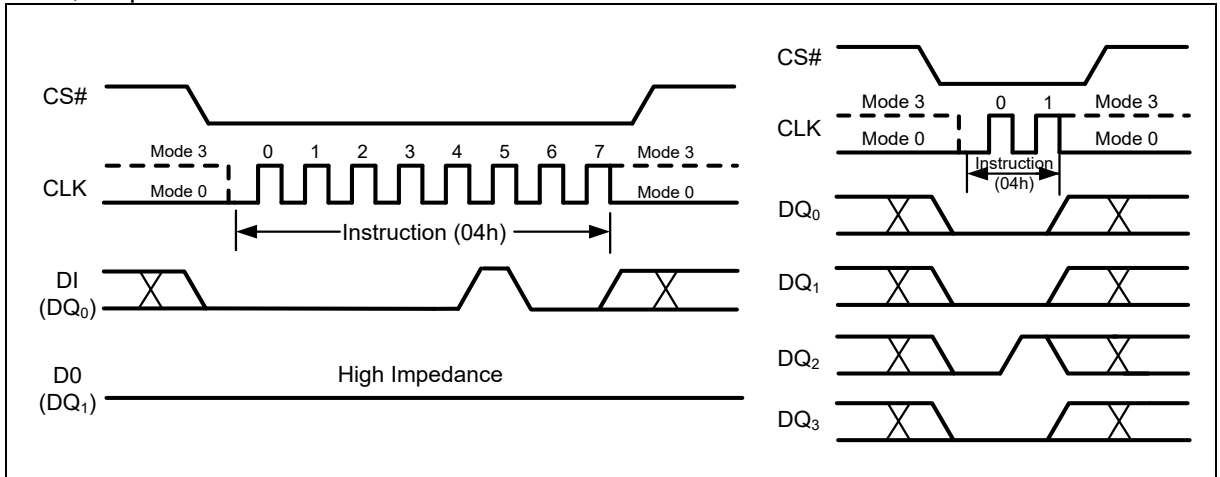 CS#
Mode 3
0 1 2 3 4 5 6 7
Mode 3
CLK
Mode 0
Mode 0
Instruction (04h)
DI
(DQ0)
D0
(DQ1)
High Impedance
CS#
Mode 3
0 1
Mode 3
CLK
Mode 0
Mode 0
Instruction
(04h)
DQ0
DQ1
DQ2
DQ3